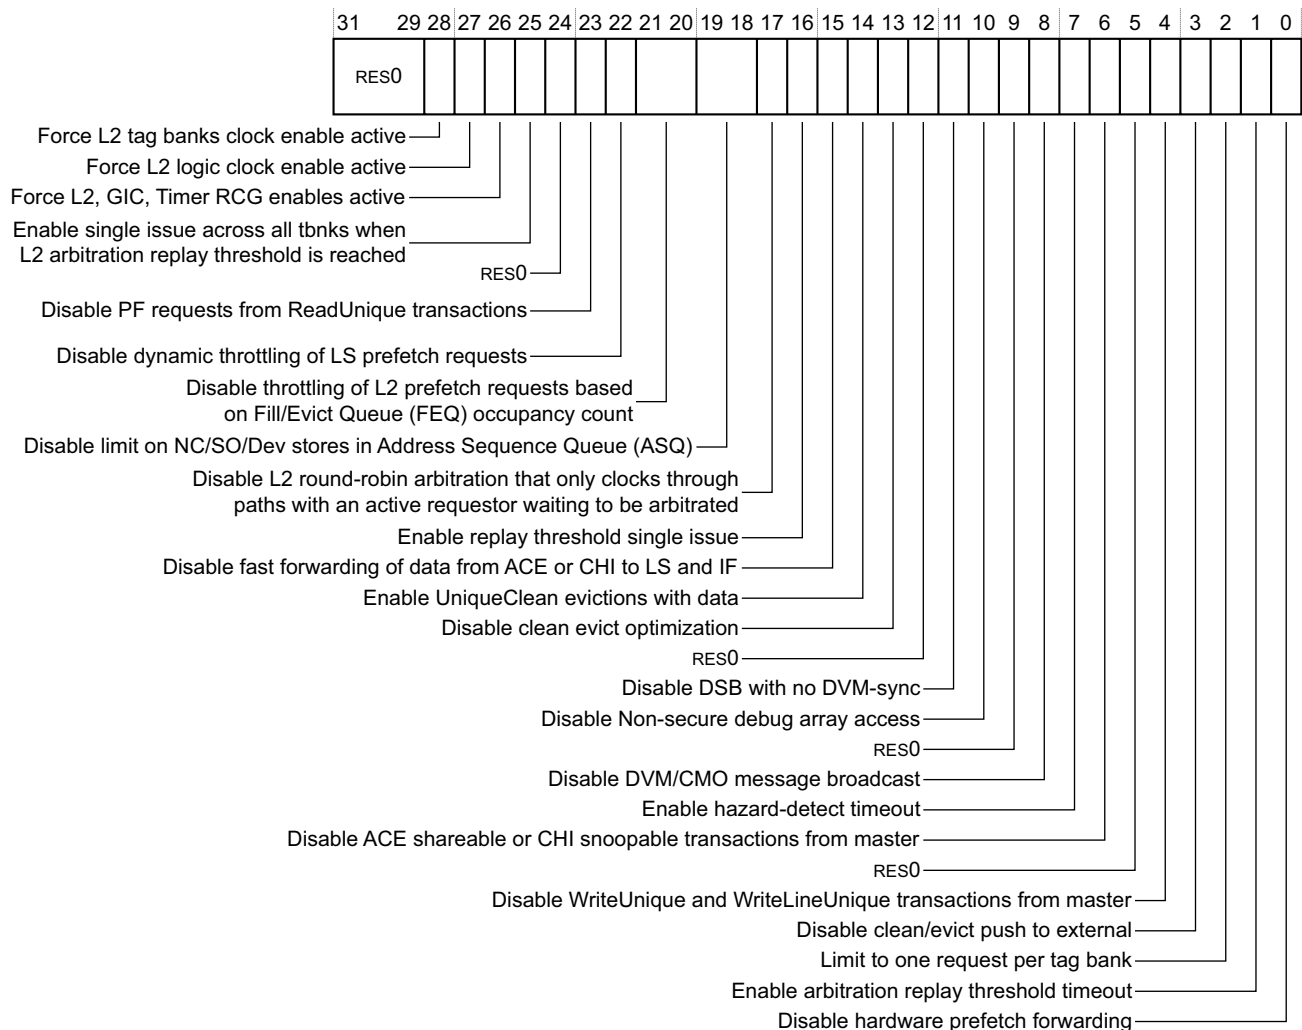 31 29 28 27 26 25 24 23 22 21 20 19 18 17 16 15 14 13 12 11 10 9 8 7 6 5 4 3 2 1 0
RES0
Force L2 tag banks clock enable active
Force L2 logic clock enable active
Force L2, GIC, Timer RCG enables active
Enable single issue across all tbnks when
L2 arbitration replay threshold is reached
RES0
Disable PF requests from ReadUnique transactions
Disable dynamic throttling of LS prefetch requests
Disable throttling of L2 prefetch requests based
on Fill/Evict Queue (FEQ) occupancy count
Disable limit on NC/SO/Dev stores in Address Sequence Queue (ASQ)
Disable L2 round-robin arbitration that only clocks through
paths with an active requestor waiting to be arbitrated
Enable replay threshold single issue
Disable fast forwarding of data from ACE or CHI to LS and IF
Enable UniqueClean evictions with data
Disable clean evict optimization
RES0
Disable DSB with no DVM-sync
Disable Non-secure debug array access
RES0
Disable DVM/CMO message broadcast
Enable hazard-detect timeout
Disable ACE shareable or CHI snoopable transactions from master
RES0
Disable WriteUnique and WriteLineUnique transactions from master
Disable clean/evict push to external
Limit to one request per tag bank
Enable arbitration replay threshold timeout
Disable hardware prefetch forwarding